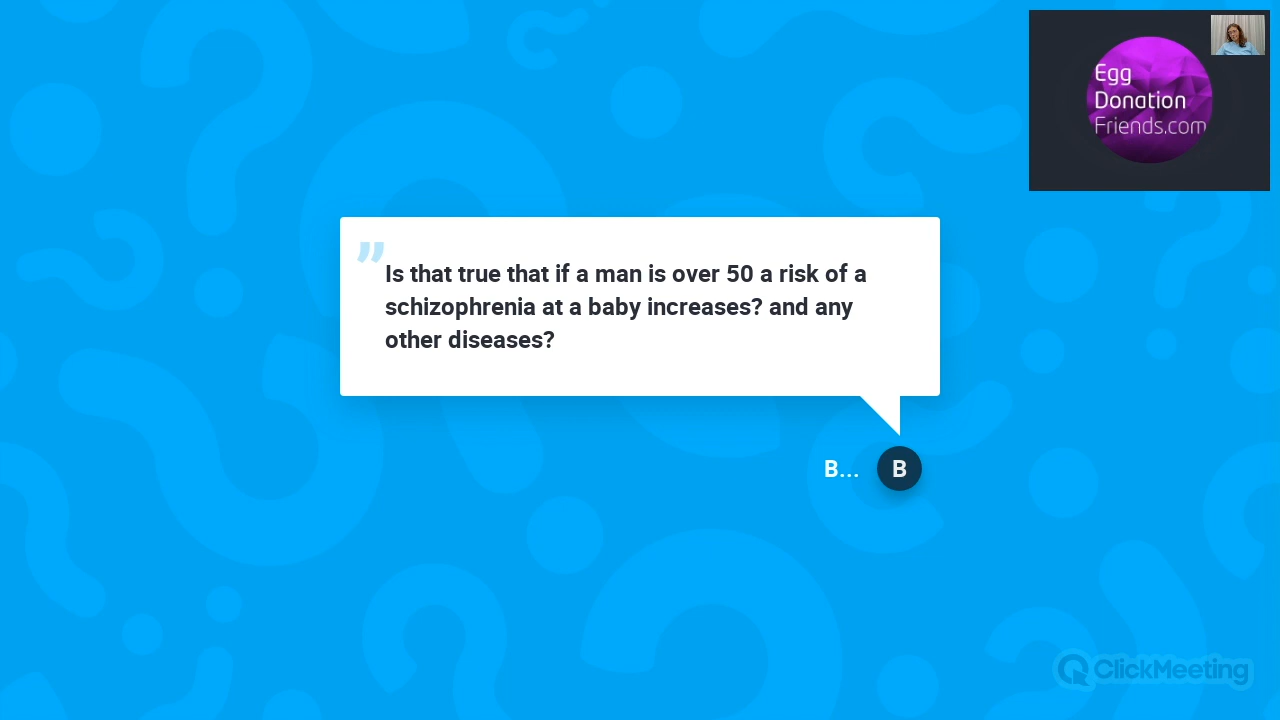 Egg
Donation
Friends.com
”
Is that true that if a man is over 50 a risk of a
schizophrenia at a baby increases? and any
other diseases?
B... B
ClickMeeting